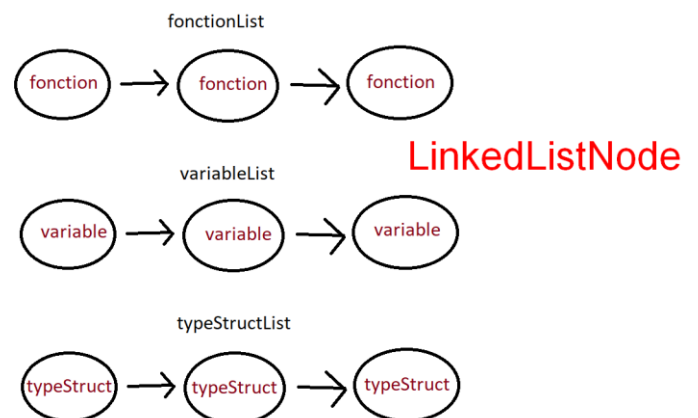 fonctionList
fonction fonction fonction
LinkedListNode
variableList
variable variable variable
typeStructList
typeStruct typeStruct typeStruct